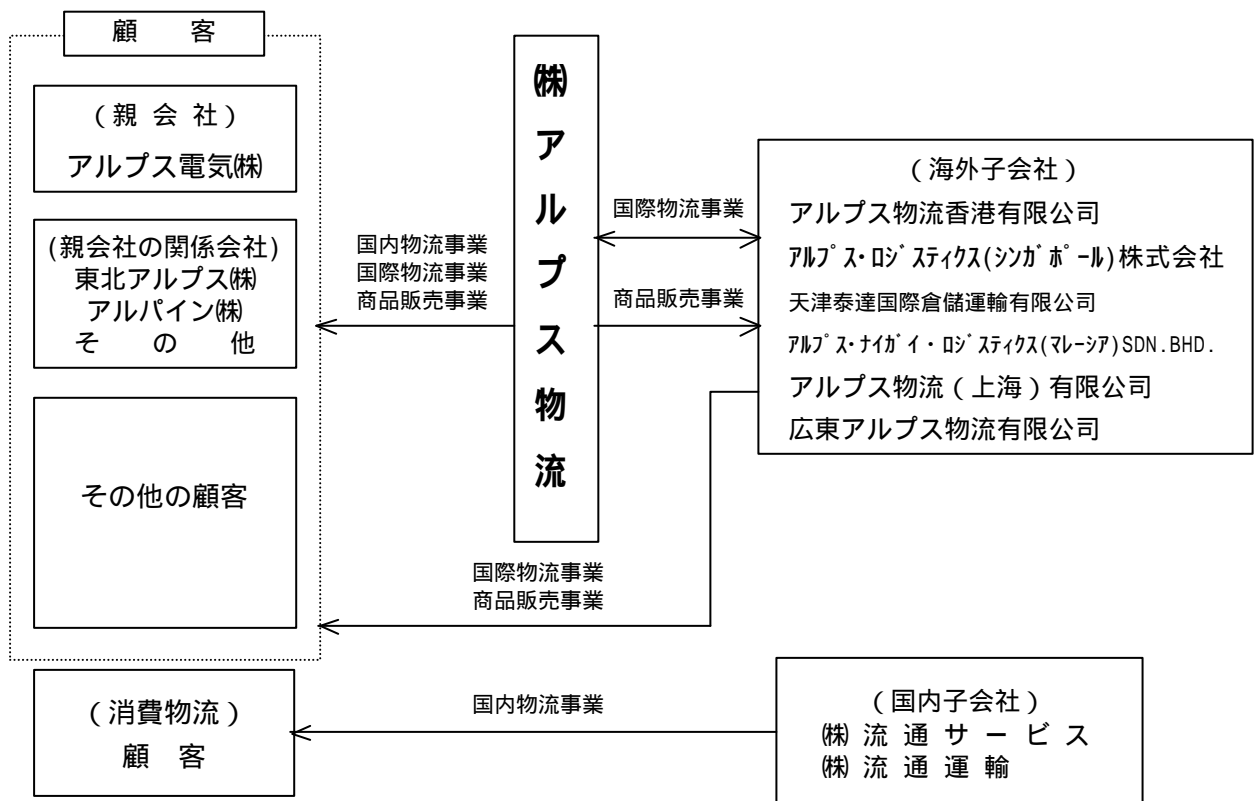 顧　客
(親 会 社)
アルプス電気㈱
(親会社の関係会社)
東北アルプス㈱
アルパイン㈱
そ の 他
その他の顧客
国内物流事業
国際物流事業
商品販売事業
㈱アルプス物流
国際物流事業
商品販売事業
(海外子会社)
アルプス物流香港有限公司
ｱﾙﾌﾟｽ･ﾛｼﾞｽﾃｨｸｽ(ｼﾝｶﾞﾎﾟｰﾙ)株式会社
天津泰達国際倉儲運輸有限公司
ｱﾙﾌﾟｽ･ﾅｲｶﾞｲ・ﾛｼﾞｽﾃｨｸｽ(ﾏﾚｰｼｱ)SDN.BHD.
アルプス物流(上海)有限公司
広東アルプス物流有限公司
国際物流事業
商品販売事業
(消費物流)
顧 客
国内物流事業
(国内子会社)
㈱ 流 通 サ ー ビ ス
㈱ 流 通 運 輸